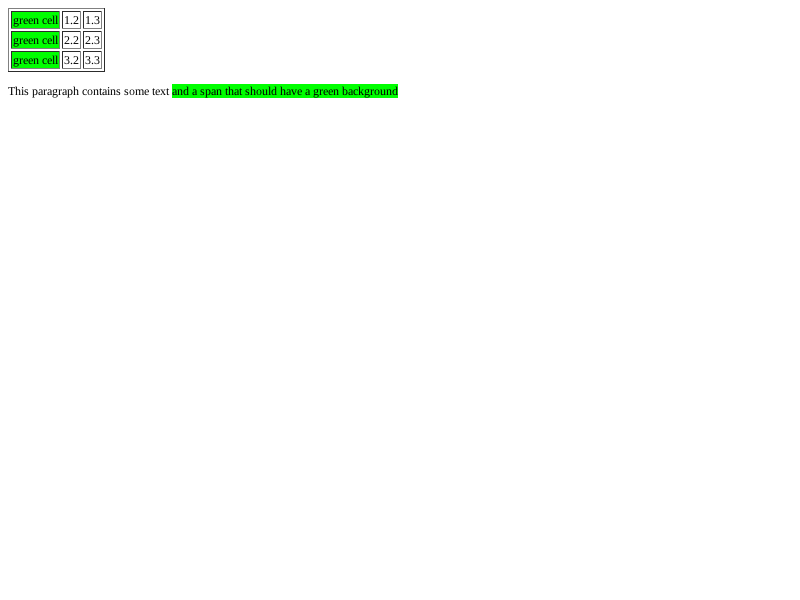 green cell 1.2 1.3
green cell 2.2 2.3
green cell 3.2 3.3
This paragraph contains some text and a span that should have a green background